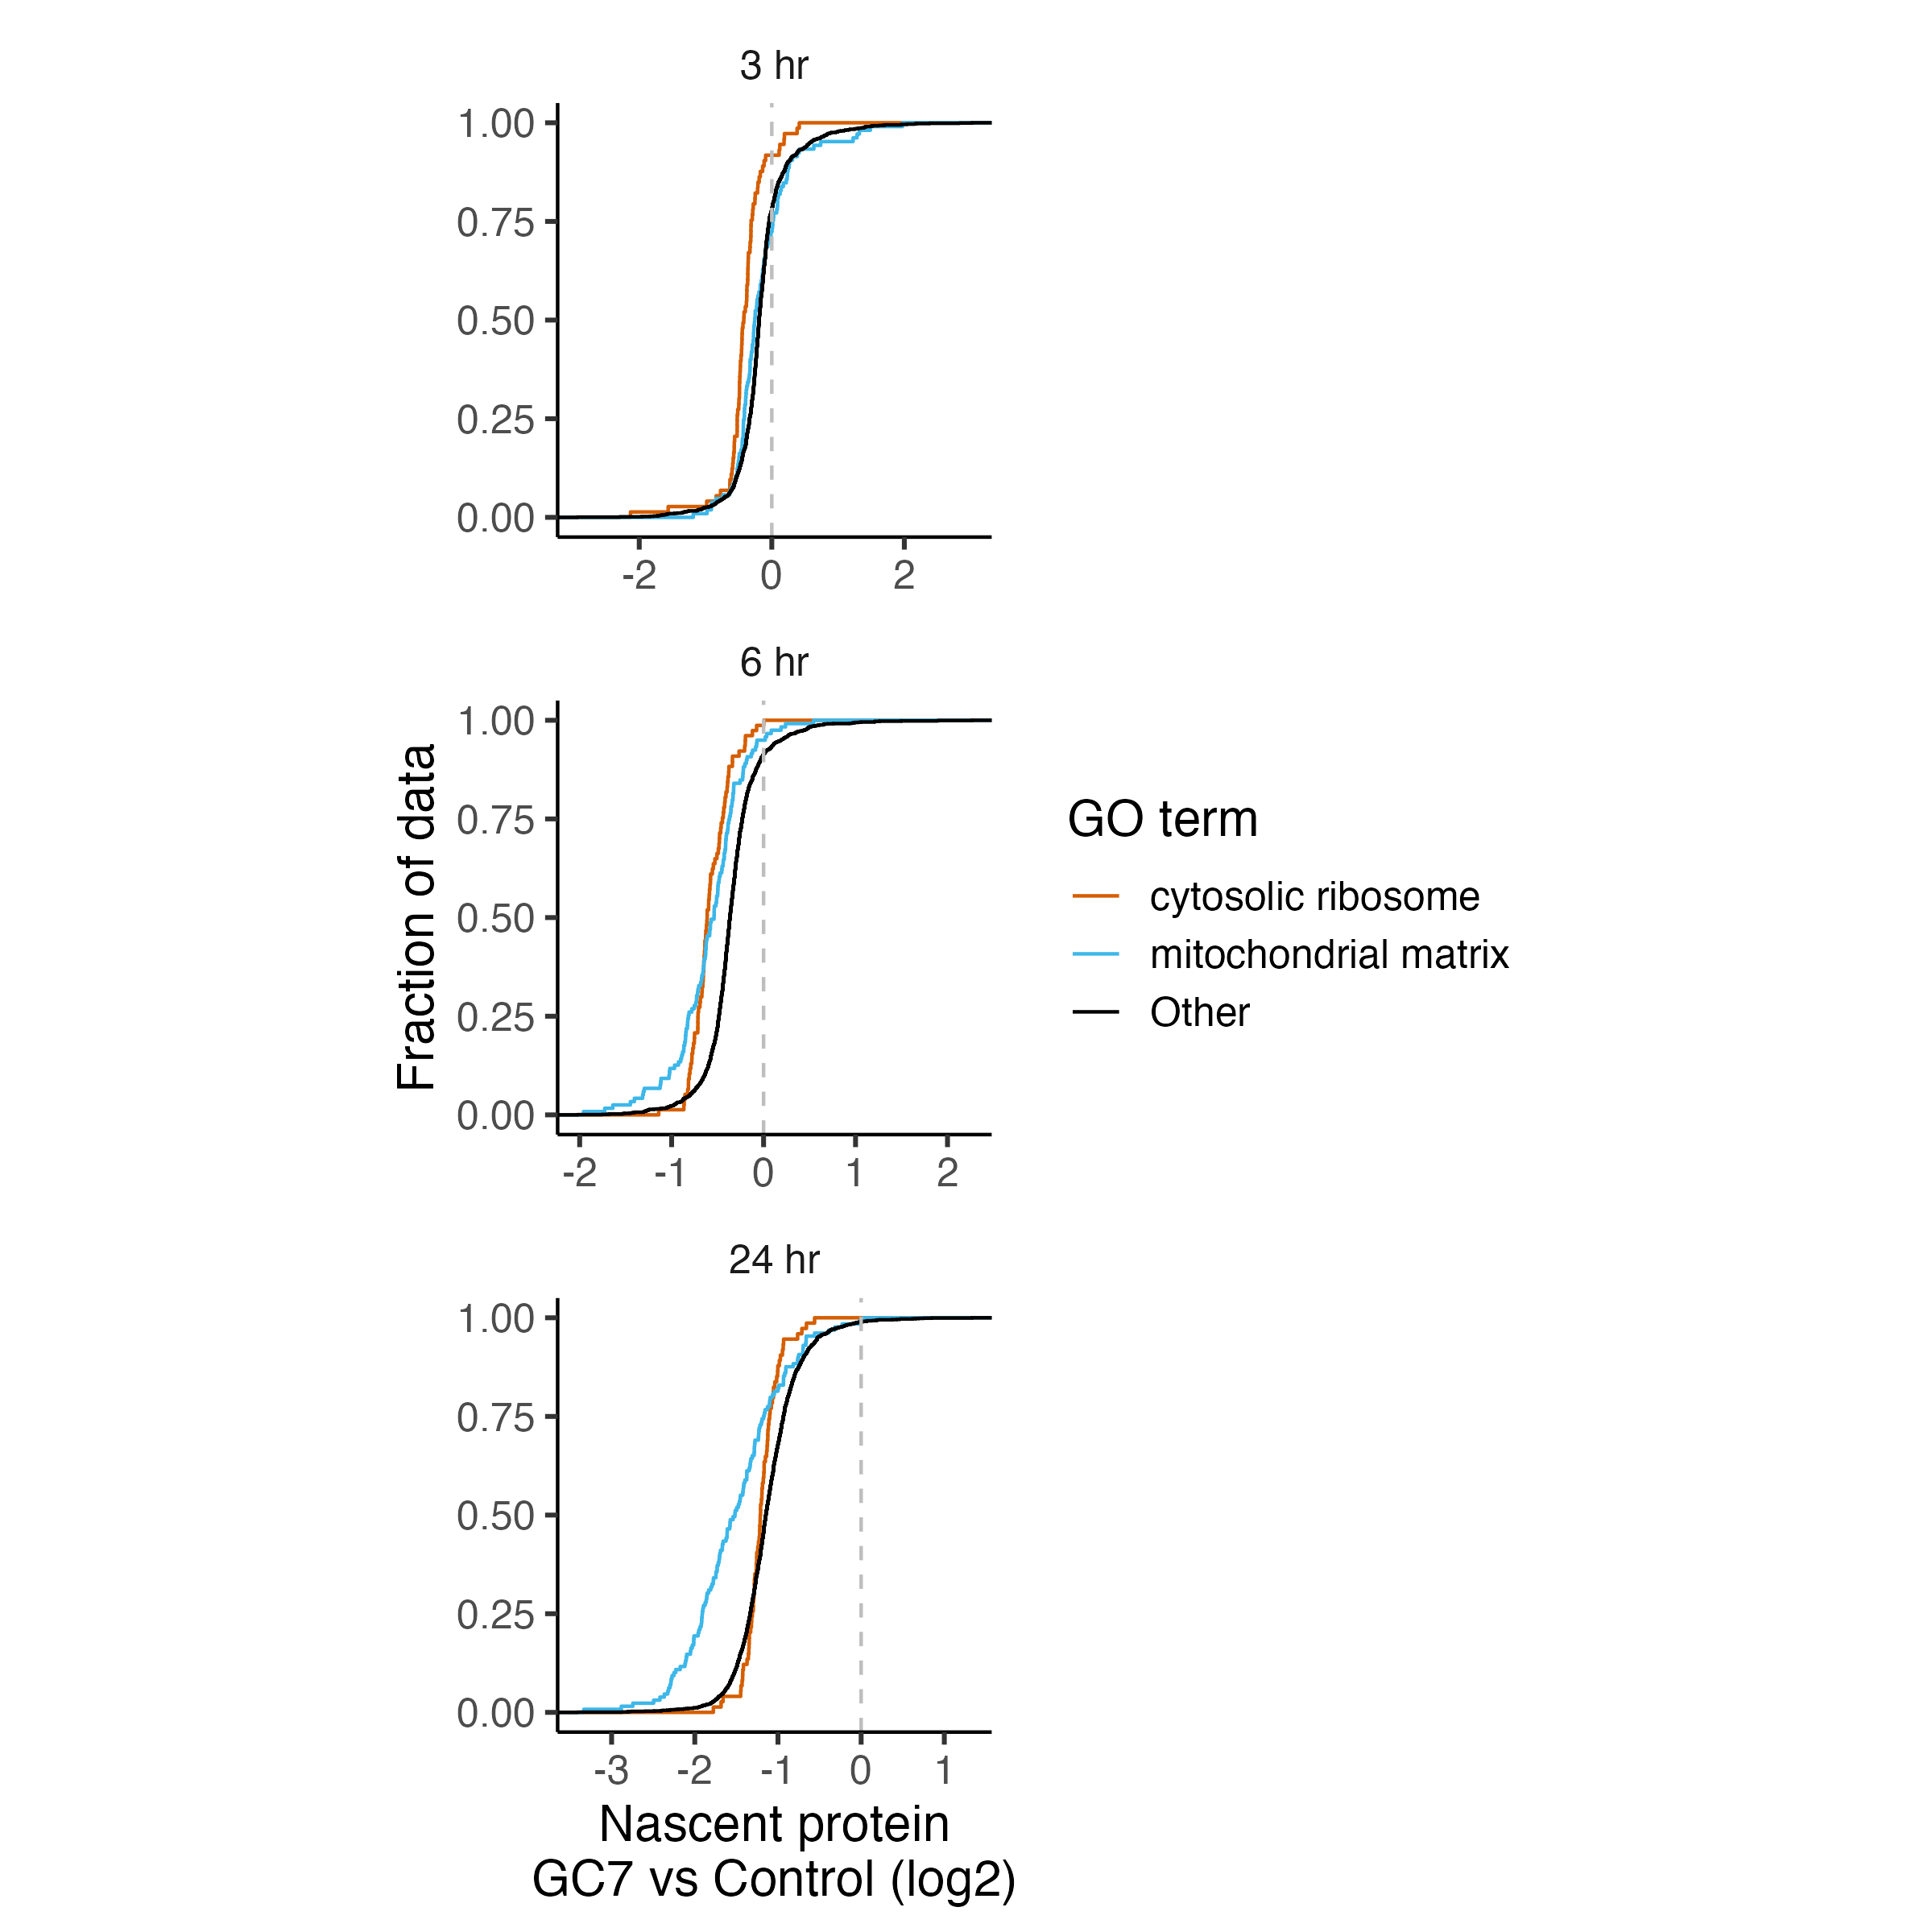 3 hr
1.00
0.75
0.50
0.25
0.00
-2 0 2
6 hr
1.00
0.75
0.50
0.25
0.00
-2 -1 0 1 2
Fraction of data
GO term
cytosolic ribosome
mitochondrial matrix
Other
24 hr
1.00
0.75
0.50
0.25
0.00
-3 -2 -1 0 1
Nascent protein
GC7 vs Control (log2)